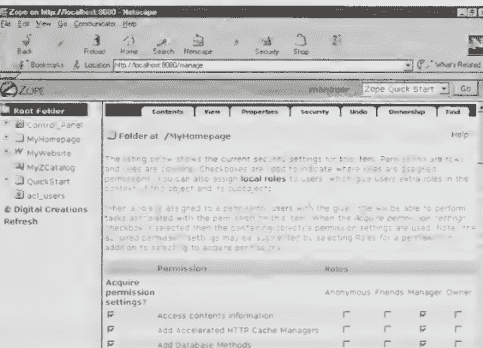 Zope on http://localhost:8080 - Netscape
File Edit View Go Communicator Help
Back Reload Home Search Netscape Security Shop
Bookmarks Location http://localhost:8080/manage What's Related
ZOPE Zope Quick Start Go
Root Folder
Control_Panel
MyHomepage
MyWebsite
MyZCatalog
QuickStart
acl_users
© Digital Creations
Refresh
Contents View Properties Security Undo Ownership Find
Folder at /MyHomepage Help
The listing below shows the current security settings for this item. Permissions are rows
and roles are columns. Checkboxes are used to indicate where roles are assigned
permissions. You can also assign local roles to users, which give users extra roles in the
context of this object and its subobjects.
When a role is assigned to a permission, users with the given role will be able to perform
tasks associated with the permission on this item. When the Acquire permission settings
checkbox is selected then the containing object's permission settings are used. Note: the
acquired permission settings may be augmented by selecting Roles for a permission in
addition to selecting to acquire permissions.
Permission Roles
Acquire
permission
settings?
Anonymous Friends Manager Owner
Access contents information
Add Accelerated HTTP Cache Managers
Add Database Methods